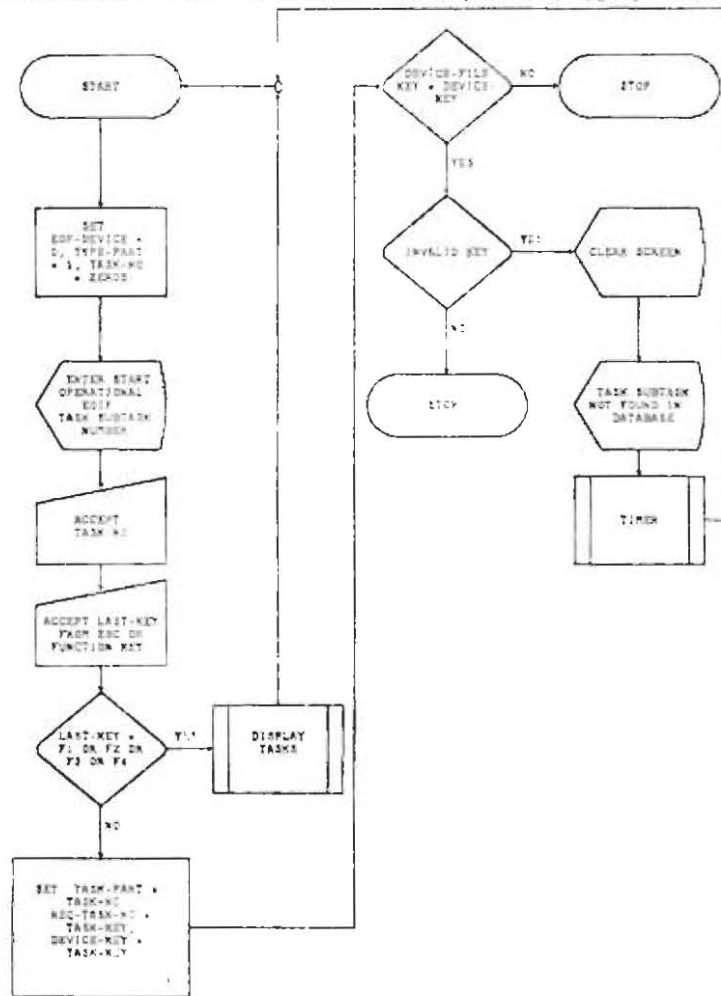 START
SET
EOF-DEVICE =
0, TYPE-PART
TASK-NO
= ZEROS
ENTER START
OPERATIONAL
TASK SUBTASK
NUMBER
ACCEPT
TASK NO
ACCEPT LAST-KEY
FROM ESC OR
FUNCTION KEY
LAST-KEY =
F1 OR F2 OR
F3 OR F4
YES
DISPLAY
TASKS
NO
SET TASK-PART =
TASK-NO
REQ-TASK-NO =
TASK-KEY,
DEVICE-KEY =
TASK-KEY
DEVICE-FILE
KEY = DEVICE-
KEY
NO
STOP
YES
INVALID KEY
YES
CLEAR SCREEN
NO
STOP
TASK SUBTASK
NOT FOUND IN
DATABASE
TIMER